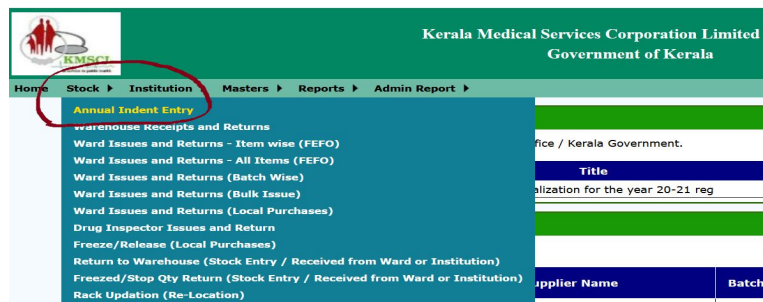 Kerala Medical Services Corporation Limited
Government of Kerala
KMSCL
Home Stock Institution Masters Reports Admin Report
Annual Indent Entry
Warehouse Receipts and Returns
Ward Issues and Returns - Item wise (FEFO)
fice / Kerala Government.
Ward Issues and Returns - All Items (FEFO)
Title
Ward Issues and Returns (Batch Wise)
alization for the year 20-21 reg
Ward Issues and Returns (Bulk Issue)
Ward Issues and Returns (Local Purchases)
Drug Inspector Issues and Return
Freeze/Release (Local Purchases)
Return to Warehouse (Stock Entry / Received from Ward or Institution)
Freezed/Stop Qty Return (Stock Entry / Received from Ward or Institution)
upplier Name Batch
Rack Updation (Re-Location)